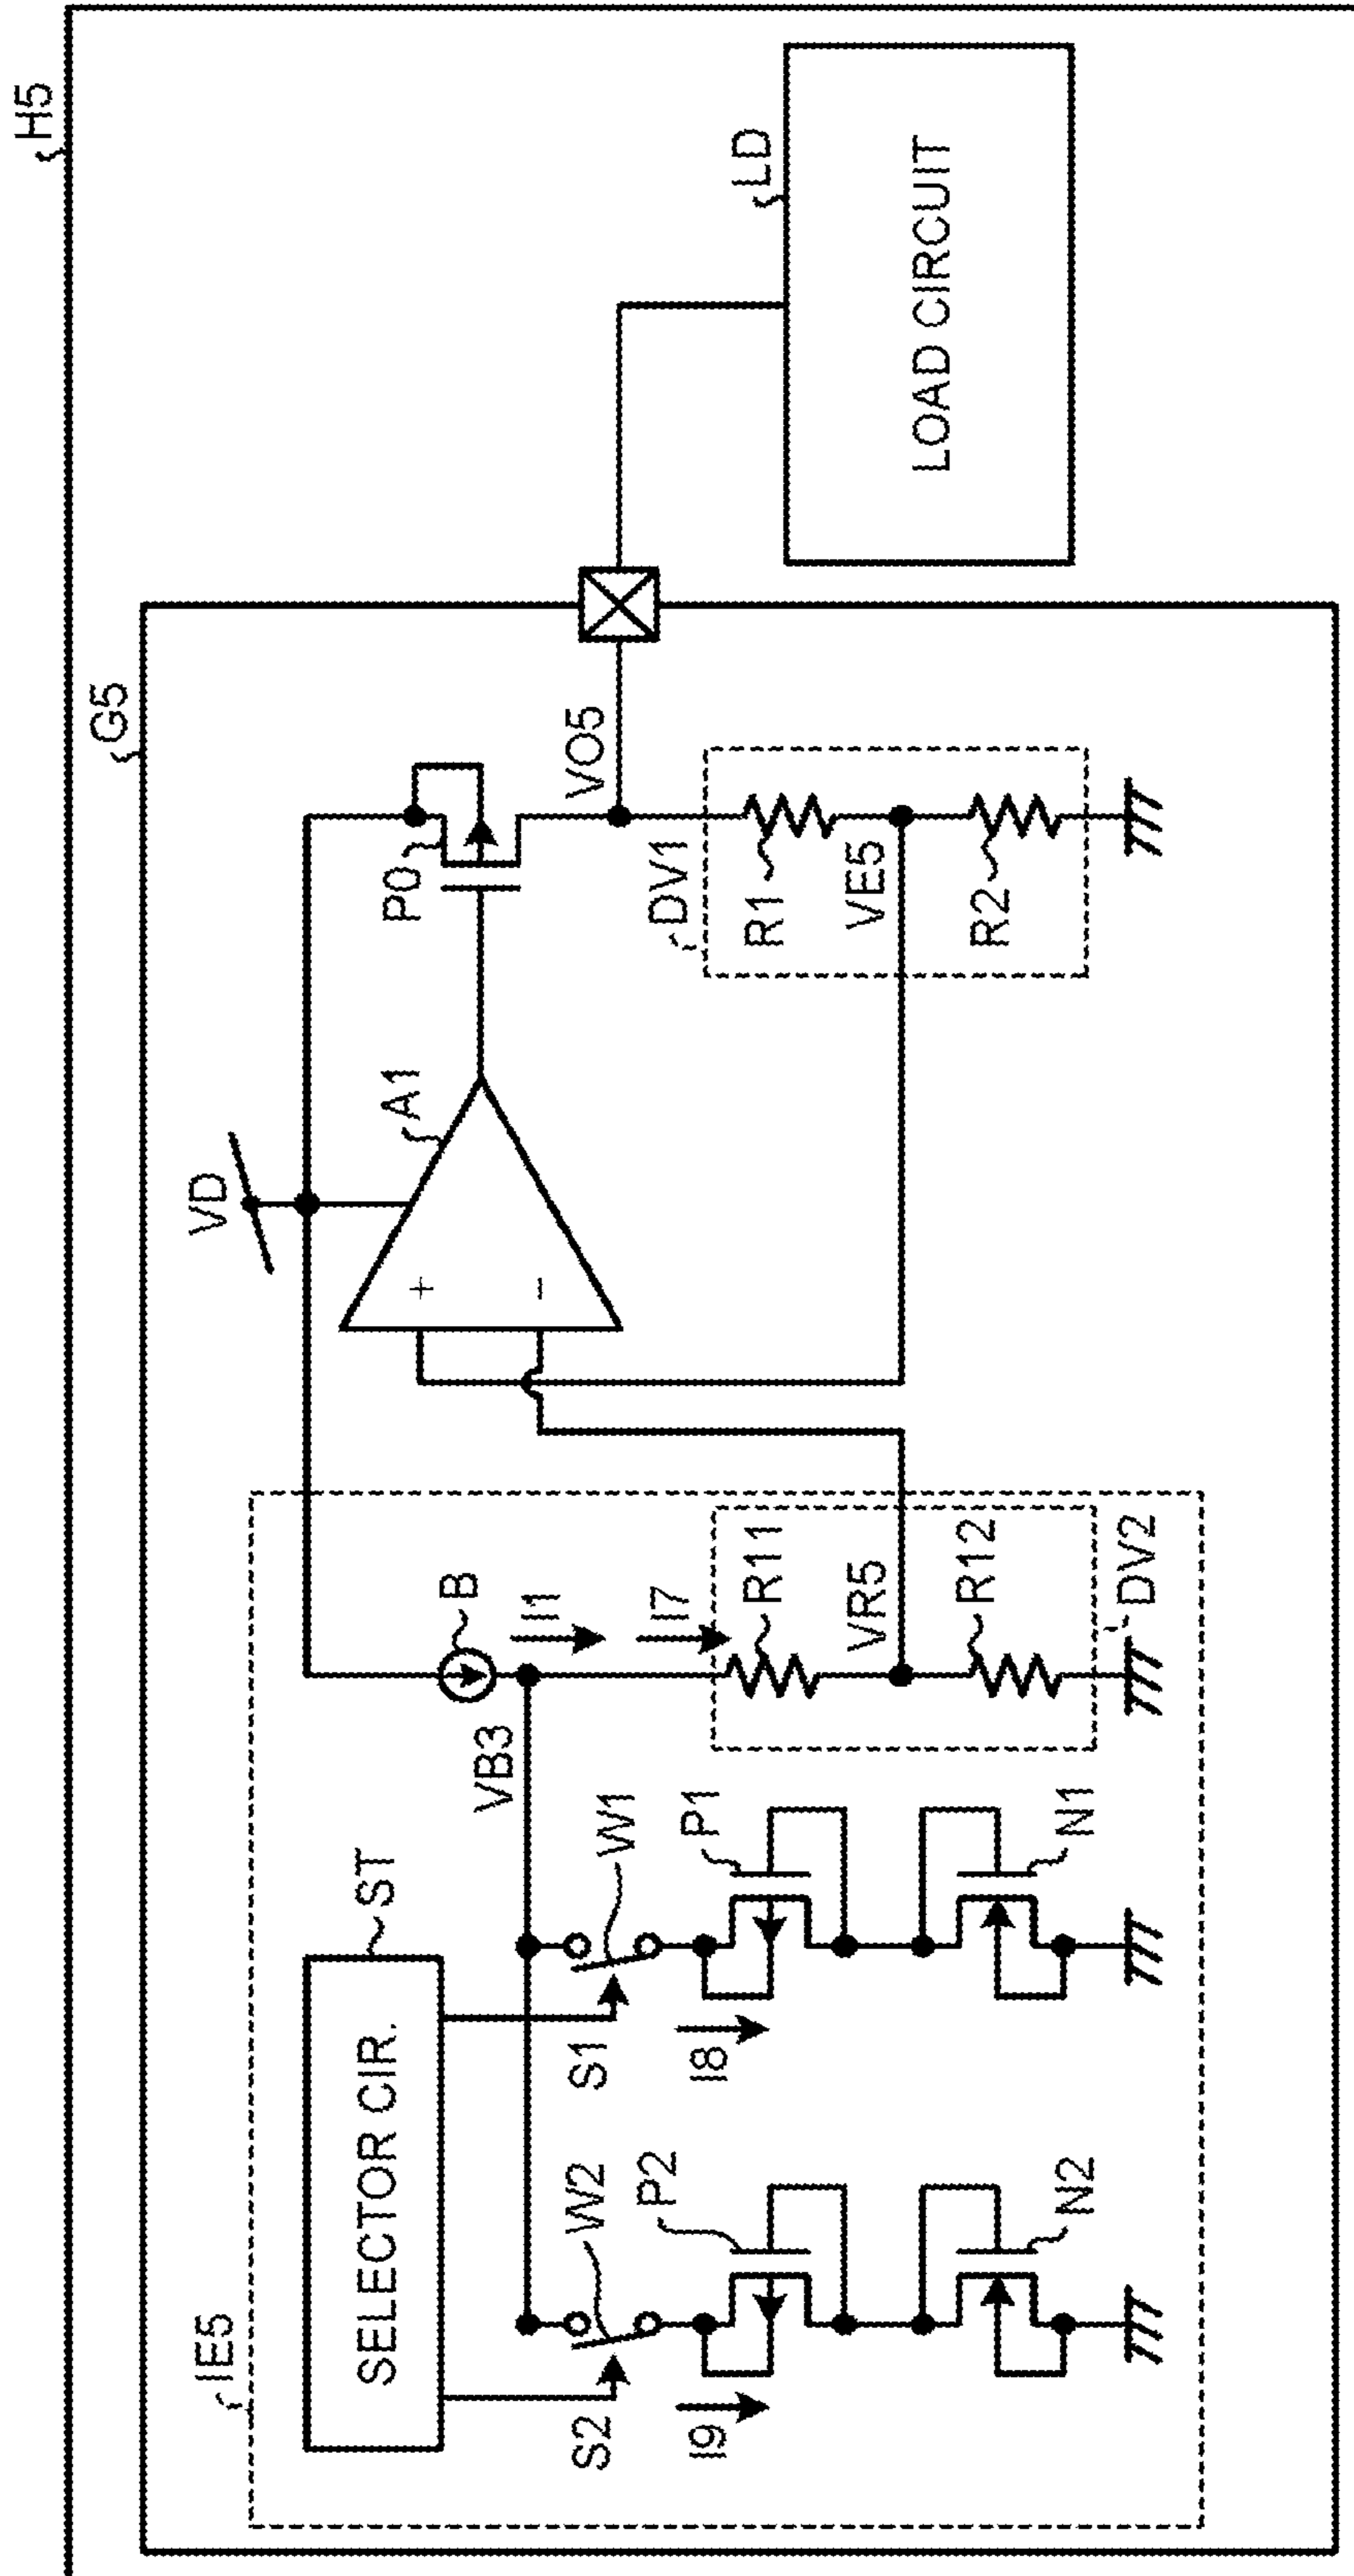 H5
G5
LD
LOAD CIRCUIT
VD
A1
+
−
P0
VO5
DV1
R1
VE5
R2
IE5
SELECTOR CIR.
ST
VB3
B
I1
I7
R11
VR5
R12
DV2
S2
W2
S1
W1
I9
P2
I8
P1
N2
N1